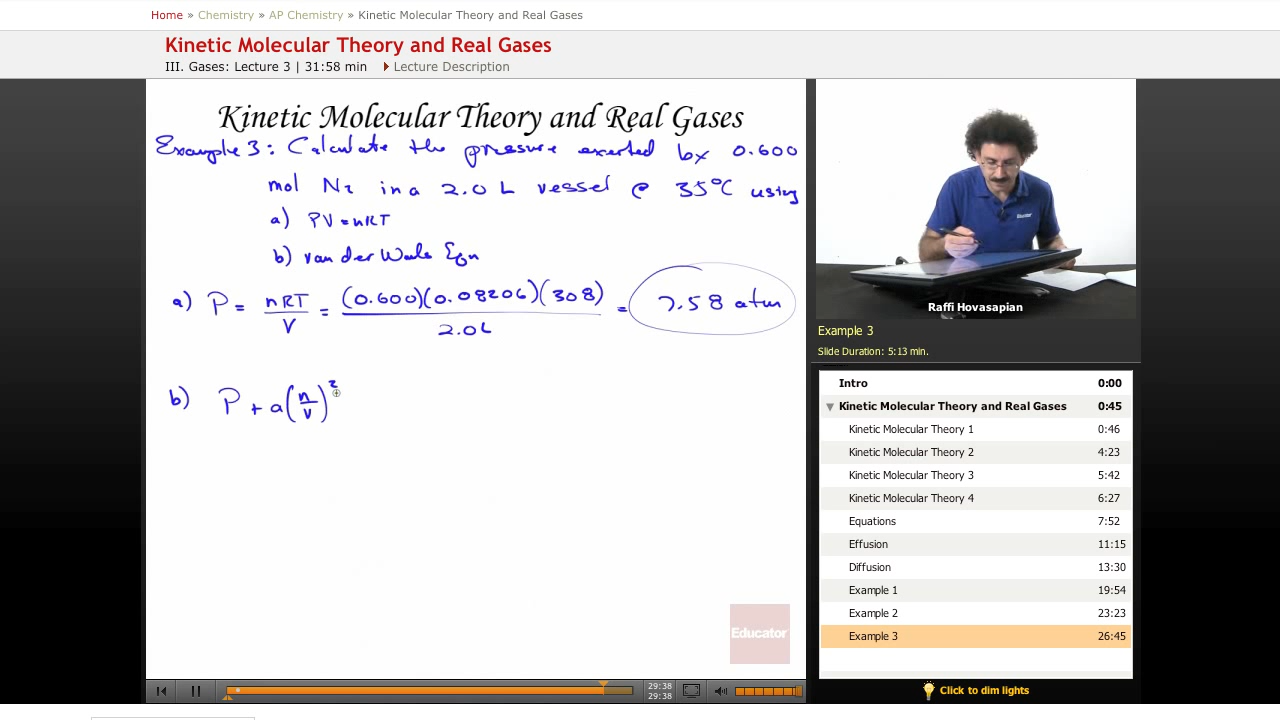 Home » Chemistry » AP Chemistry » Kinetic Molecular Theory and Real Gases
Kinetic Molecular Theory and Real Gases
III. Gases: Lecture 3 | 31:58 min Lecture Description
Kinetic Molecular Theory and Real Gases
Example 3: Calculate the pressure exerted by 0.600
mol N₂ in a 2.0 L vessel @ 35°C using
a) PV = nRT
b) van der Waals Eqn
a) P = nRT/V = (0.600)(0.08206)(308)/2.0L = 7.58 atm
b) P + a(n/V)²
Educator
Educator
Raffi Hovasapian
Example 3
Slide Duration: 5:13 min.
Intro 0:00
Kinetic Molecular Theory and Real Gases 0:45
Kinetic Molecular Theory 1 0:46
Kinetic Molecular Theory 2 4:23
Kinetic Molecular Theory 3 5:42
Kinetic Molecular Theory 4 6:27
Equations 7:52
Effusion 11:15
Diffusion 13:30
Example 1 19:54
Example 2 23:23
Example 3 26:45
29:38
29:38
Click to dim lights